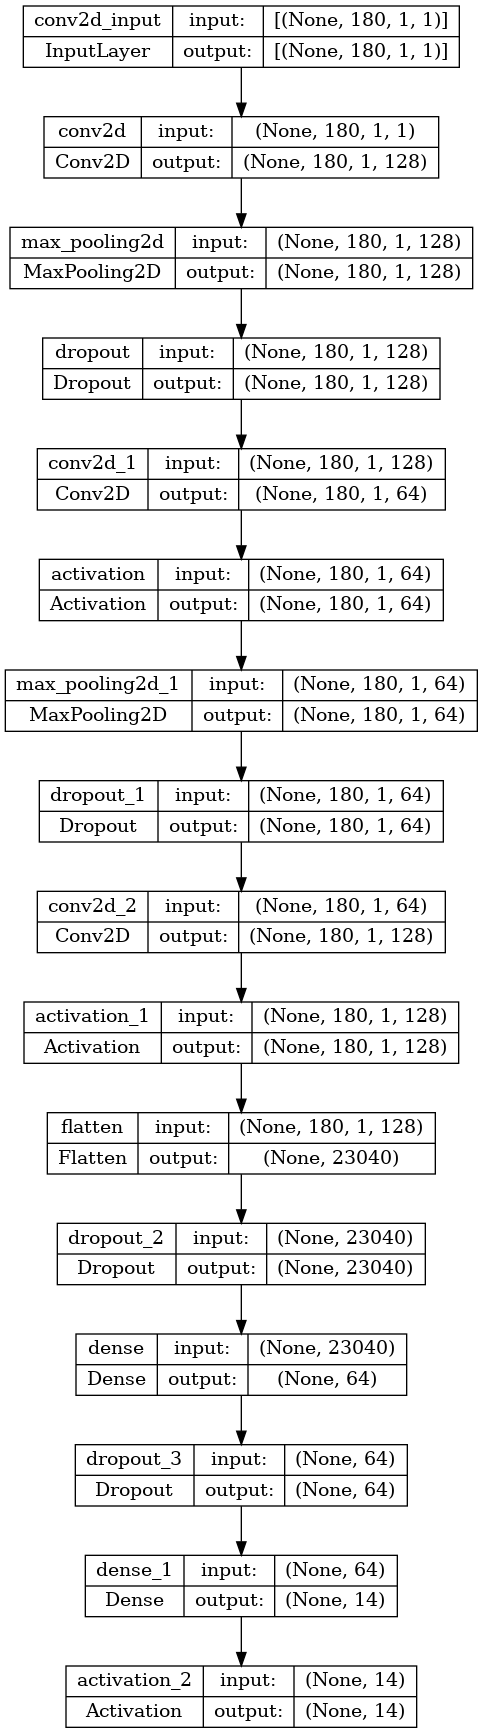 conv2d_input input: [(None, 180, 1, 1)]
InputLayer output: [(None, 180, 1, 1)]
conv2d input: (None, 180, 1, 1)
Conv2D output: (None, 180, 1, 128)
max_pooling2d input: (None, 180, 1, 128)
MaxPooling2D output: (None, 180, 1, 128)
dropout input: (None, 180, 1, 128)
Dropout output: (None, 180, 1, 128)
conv2d_1 input: (None, 180, 1, 128)
Conv2D output: (None, 180, 1, 64)
activation input: (None, 180, 1, 64)
Activation output: (None, 180, 1, 64)
max_pooling2d_1 input: (None, 180, 1, 64)
MaxPooling2D output: (None, 180, 1, 64)
dropout_1 input: (None, 180, 1, 64)
Dropout output: (None, 180, 1, 64)
conv2d_2 input: (None, 180, 1, 64)
Conv2D output: (None, 180, 1, 128)
activation_1 input: (None, 180, 1, 128)
Activation output: (None, 180, 1, 128)
flatten input: (None, 180, 1, 128)
Flatten output: (None, 23040)
dropout_2 input: (None, 23040)
Dropout output: (None, 23040)
dense input: (None, 23040)
Dense output: (None, 64)
dropout_3 input: (None, 64)
Dropout output: (None, 64)
dense_1 input: (None, 64)
Dense output: (None, 14)
activation_2 input: (None, 14)
Activation output: (None, 14)